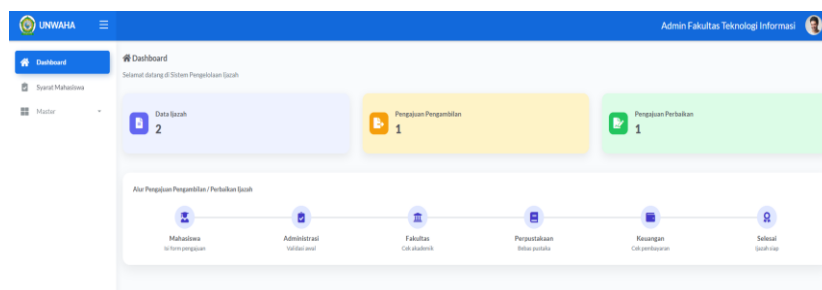 UNWAHA
Admin Fakultas Teknologi Informasi
Dashboard
Syarat Mahasiswa
Master
Dashboard
Selamat datang di Sistem Pengelolaan Ijazah
Data Ijazah
2
Pengajuan Pengambilan
1
Pengajuan Perbaikan
1
Alur Pengajuan Pengambilan / Perbaikan Ijazah
Mahasiswa
Isi form pengajuan
Administrasi
Validasi awal
Fakultas
Cek akademik
Perpustakaan
Bebas pustaka
Keuangan
Cek pembayaran
Selesai
Ijazah siap